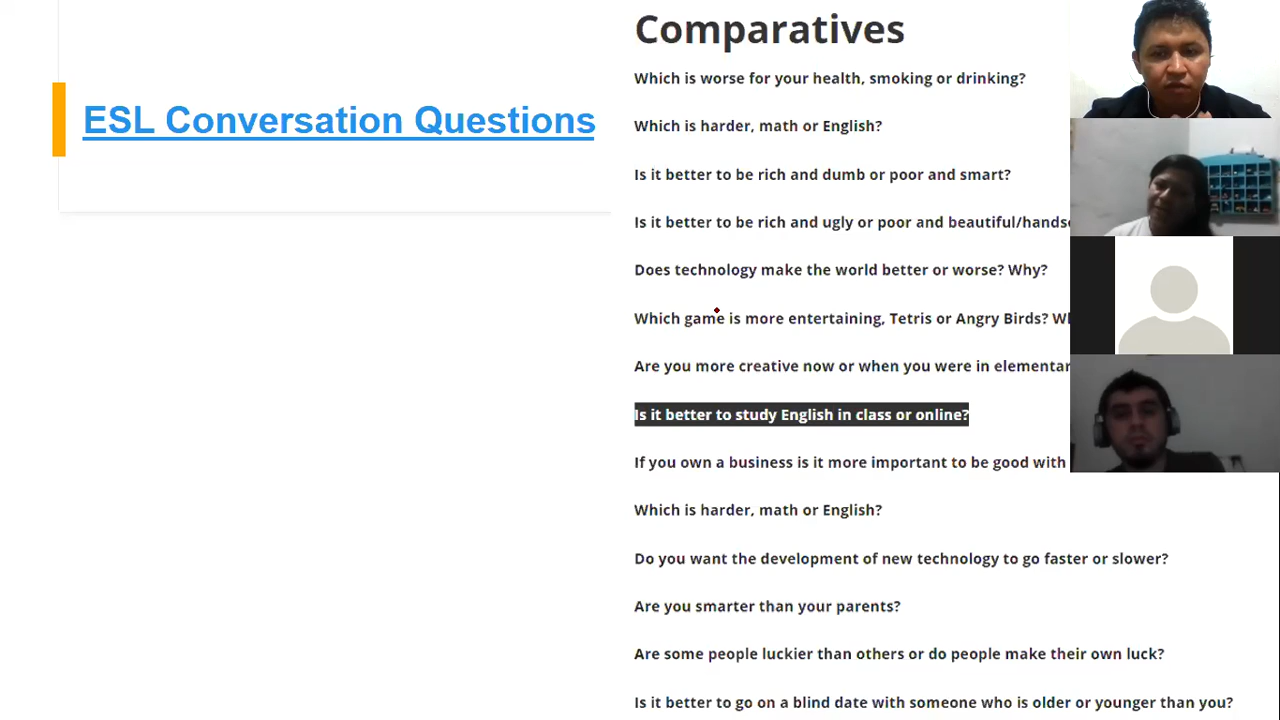 ESL Conversation Questions
Comparatives
Which is worse for your health, smoking or drinking?
Which is harder, math or English?
Is it better to be rich and dumb or poor and smart?
Is it better to be rich and ugly or poor and
Does technology make the world better or worse? Why?
Which game is more entertaining, Tetris or Angry Birds?
Are you more creative now or when you were in
Is it better to study English in class or online?
If you own a business is it more important to be good with
Which is harder, math or English?
Do you want the development of new technology to go faster or slower?
Are you smarter than your parents?
Are some people luckier than others or do people make their own luck?
Is it better to go on a blind date with someone who is older or younger than you?